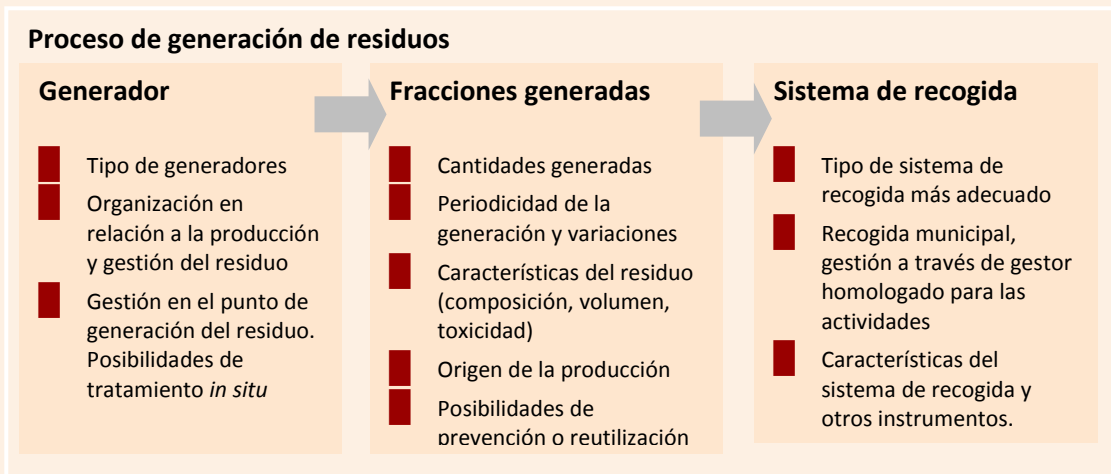 Proceso de generación de residuos
Generador
Tipo de generadores
Organización en
relación a la producción
y gestión del residuo
Gestión en el punto de
generación del residuo.
Posibilidades de
tratamiento in situ
Fracciones generadas
Cantidades generadas
Periodicidad de la
generación y variaciones
Características del residuo
(composición, volumen,
toxicidad)
Origen de la producción
Posibilidades de
prevención o reutilización
Sistema de recogida
Tipo de sistema de
recogida más adecuado
Recogida municipal,
gestión a través de gestor
homologado para las
actividades
Características del
sistema de recogida y
otros instrumentos.